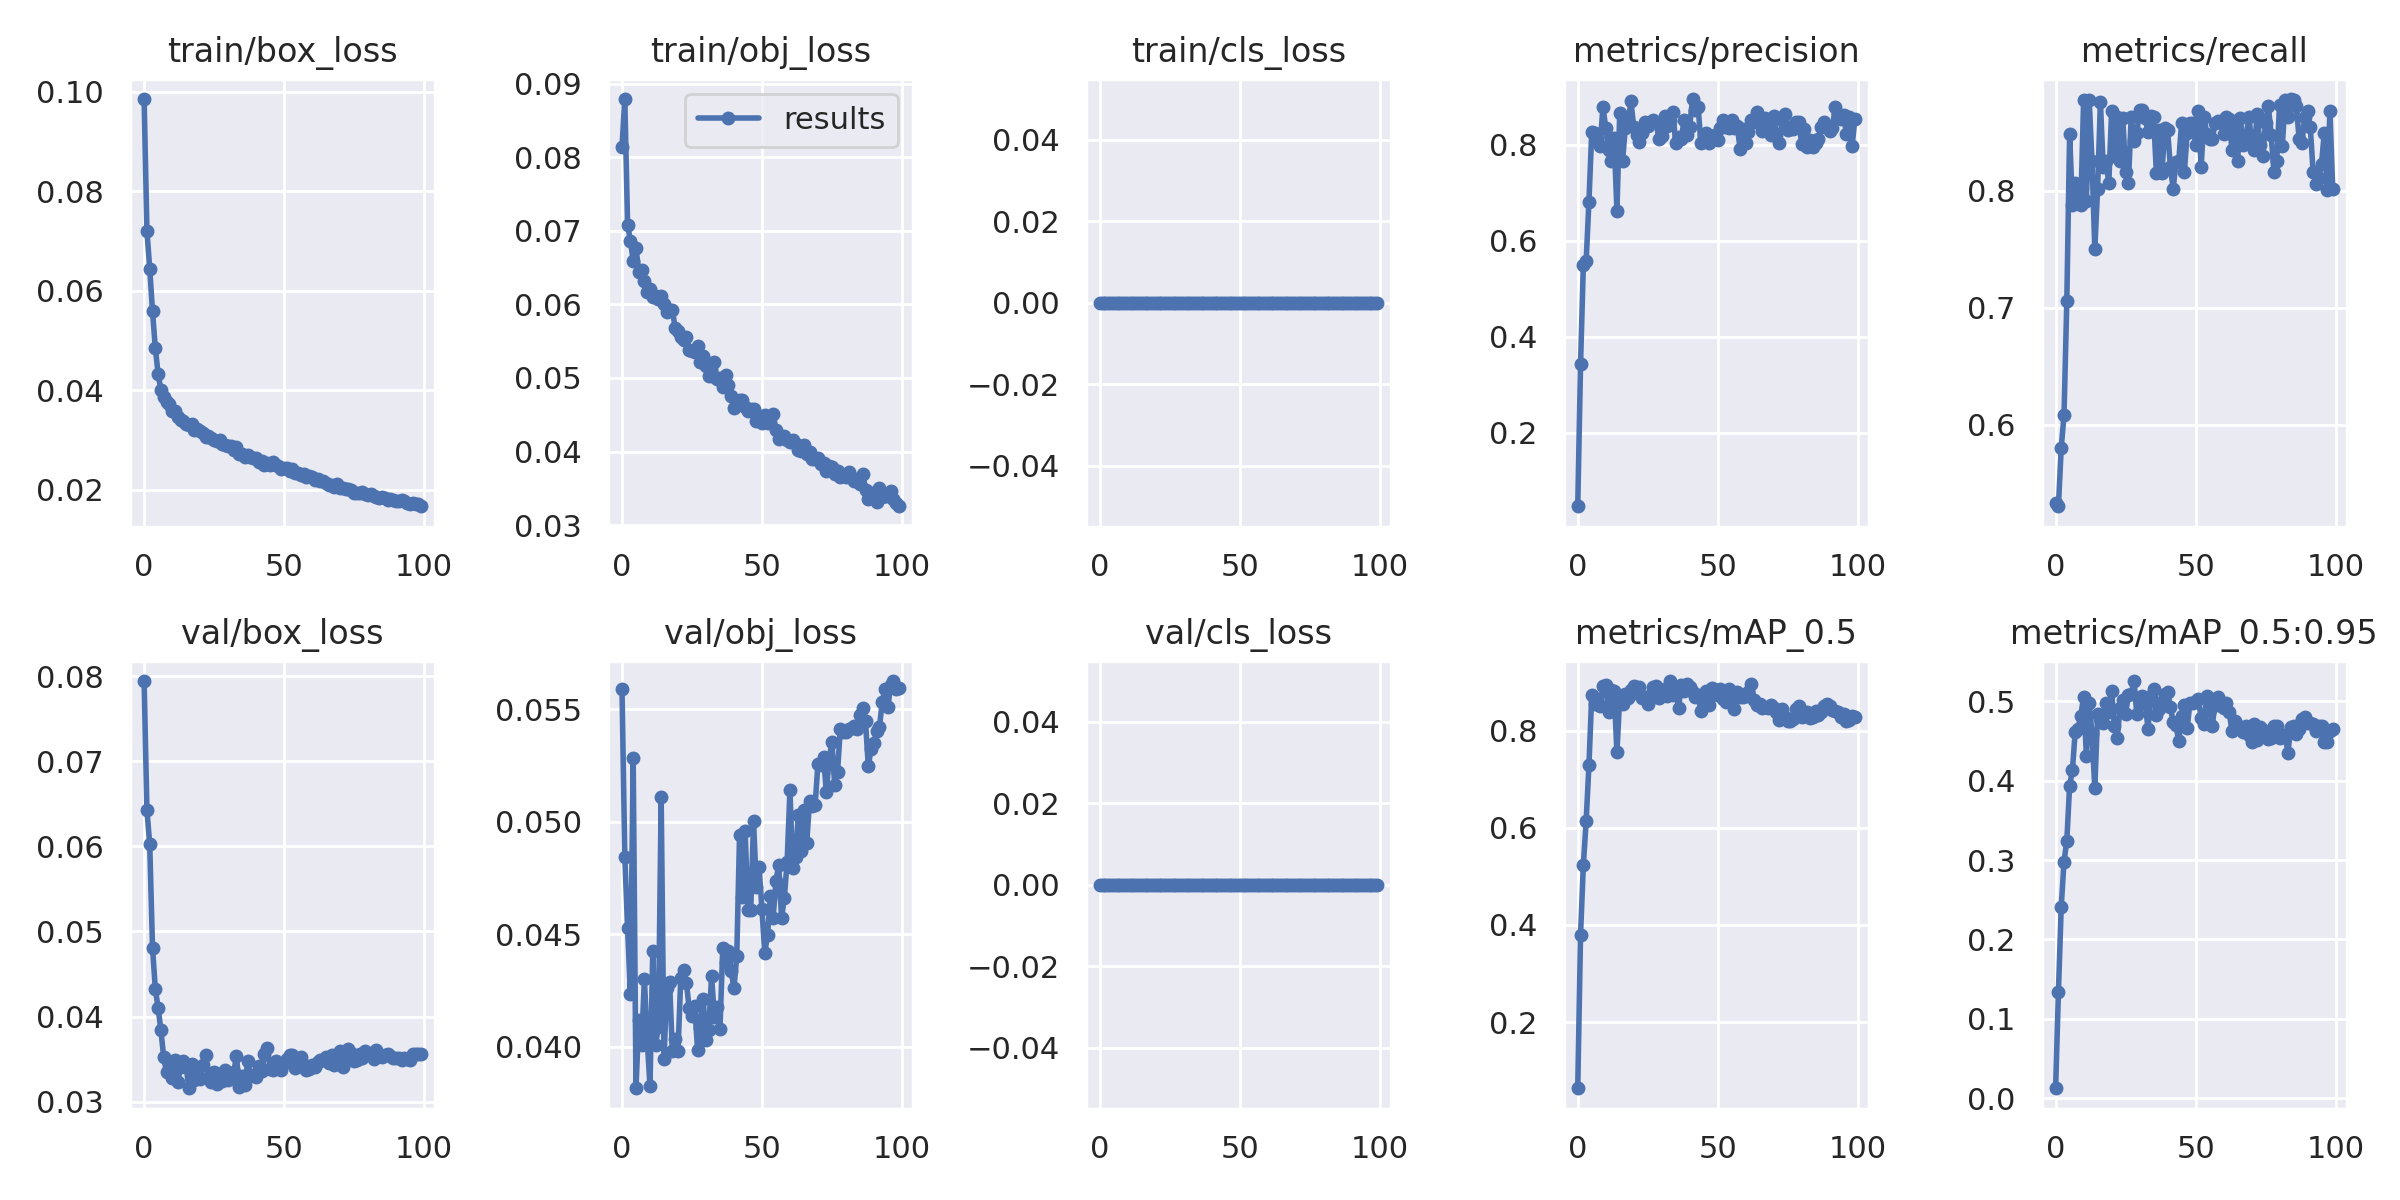 train/box_loss
0.10
0.08
0.06
0.04
0.02
0 50 100
train/obj_loss
results
0.09
0.08
0.07
0.06
0.05
0.04
0.03
0 50 100
train/cls_loss
0.04
0.02
0.00
−0.02
−0.04
0 50 100
metrics/precision
0.8
0.6
0.4
0.2
0 50 100
metrics/recall
0.8
0.7
0.6
0 50 100
val/box_loss
0.08
0.07
0.06
0.05
0.04
0.03
0 50 100
val/obj_loss
0.055
0.050
0.045
0.040
0 50 100
val/cls_loss
0.04
0.02
0.00
−0.02
−0.04
0 50 100
metrics/mAP_0.5
0.8
0.6
0.4
0.2
0 50 100
metrics/mAP_0.5:0.95
0.5
0.4
0.3
0.2
0.1
0.0
0 50 100